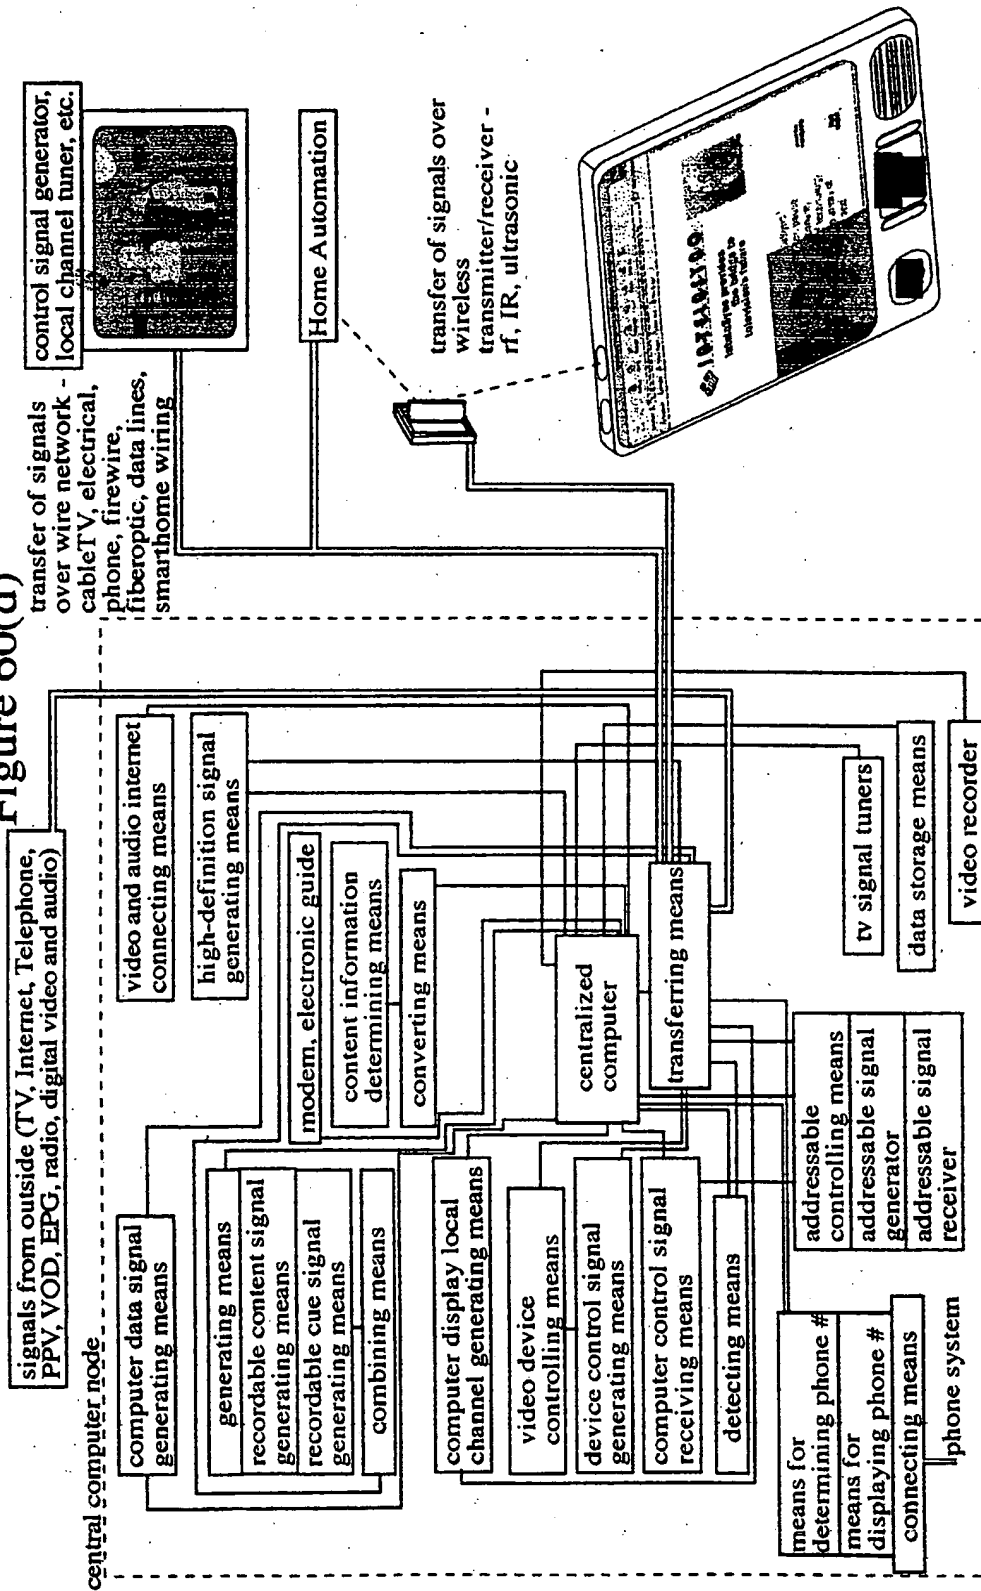 Figure 60(d)
signals from outside (TV, Internet, Telephone,
PPV, VOD, EPG, radio, digital video and audio)
central computer node
computer data signal
generating means
generating means
recordable content signal
generating means
recordable cue signal
generating means
combining means
computer display local
channel generating means
video device
controlling means
device control signal
generating means
computer control signal
receiving means
detecting means
means for
determining phone #
means for
displaying phone #
connecting means
phone system
addressable
controlling means
addressable signal
generator
addressable signal
receiver
modem, electronic guide
content information
determining means
converting means
centralized
computer
transferring means
video and audio internet
connecting means
high-definition signal
generating means
tv signal tuners
data storage means
video recorder
transfer of signals
over wire network -
cableTV, electrical,
phone, firewire,
fiberoptic, data lines,
smarthome wiring
control signal generator,
local channel tuner, etc.
Home Automation
transfer of signals over
wireless
transmitter/receiver -
rf, IR, ultrasonic
the bridge to